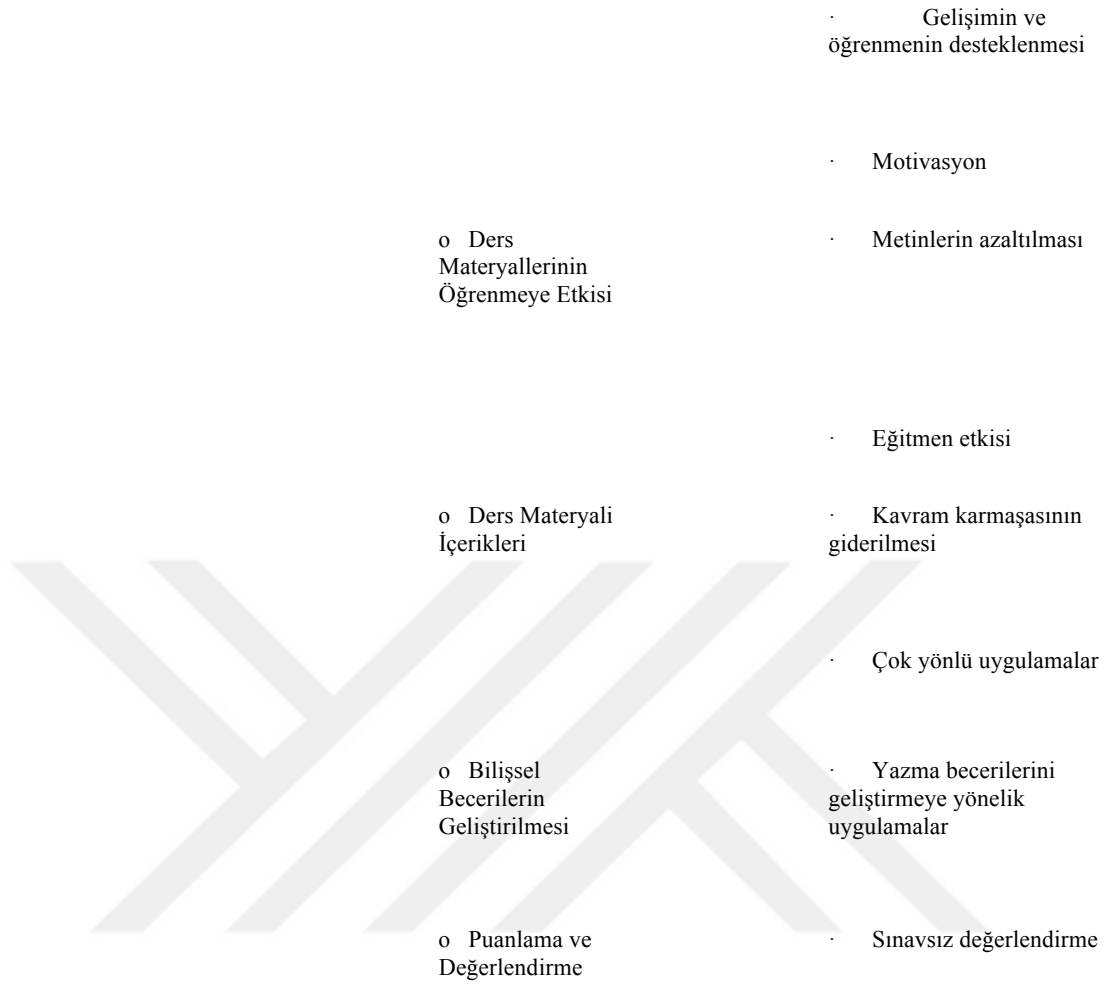 · Gelişimin ve
öğrenmenin desteklenmesi
· Motivasyon
o Ders
Materyallerinin
Öğrenmeye Etkisi
· Metinlerin azaltılması
· Eğitmen etkisi
o Ders Materyali
İçerikleri
· Kavram karmaşasının
giderilmesi
· Çok yönlü uygulamalar
o Bilişsel
Becerilerin
Geliştirilmesi
· Yazma becerilerini
geliştirmeye yönelik
uygulamalar
o Puanlama ve
Değerlendirme
· Sınavsız değerlendirme